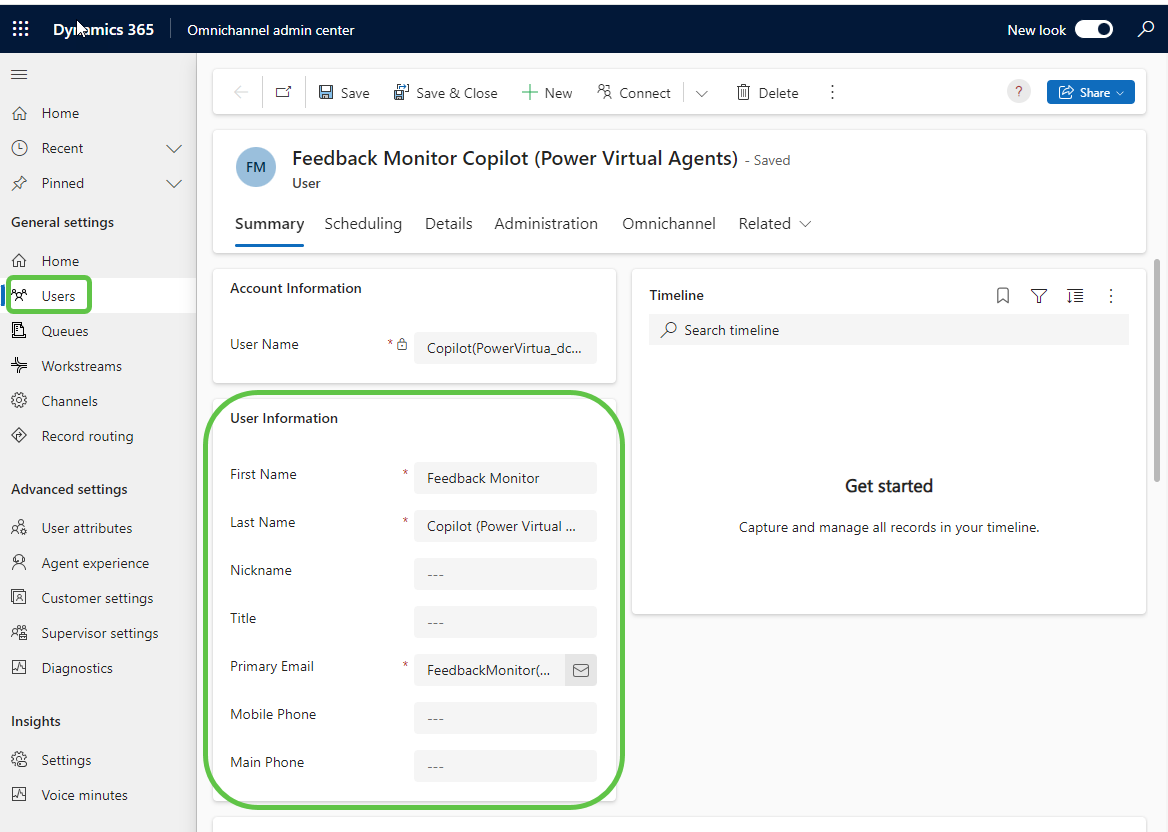 Dynamics 365 Omnichannel admin center New look
Home
Recent
Pinned
General settings
Home
Users
Queues
Workstreams
Channels
Record routing
Advanced settings
User attributes
Agent experience
Customer settings
Supervisor settings
Diagnostics
Insights
Settings
Voice minutes
Save Save & Close New Connect Delete ? Share
FM
Feedback Monitor Copilot (Power Virtual Agents) - Saved
User
Summary Scheduling Details Administration Omnichannel Related
Account Information
User Name * Copilot(PowerVirtua_dc...
User Information
First Name * Feedback Monitor
Last Name * Copilot (Power Virtual ...
Nickname ---
Title ---
Primary Email * FeedbackMonitor(...
Mobile Phone ---
Main Phone ---
Timeline
Search timeline
Get started
Capture and manage all records in your timeline.